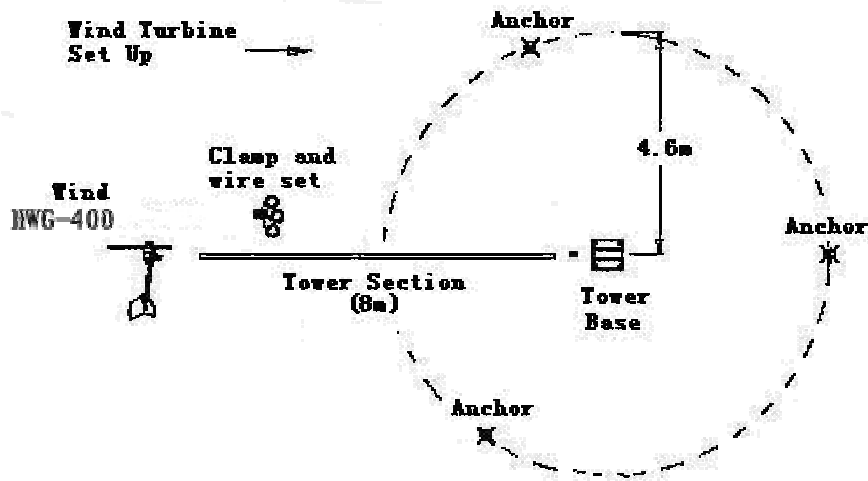 Wind Turbine
Set Up
Anchor
4.6m
Clamp and
wire set
Wind
HWG-400
Anchor
Tower Section
(8m)
Tower
Base
Anchor